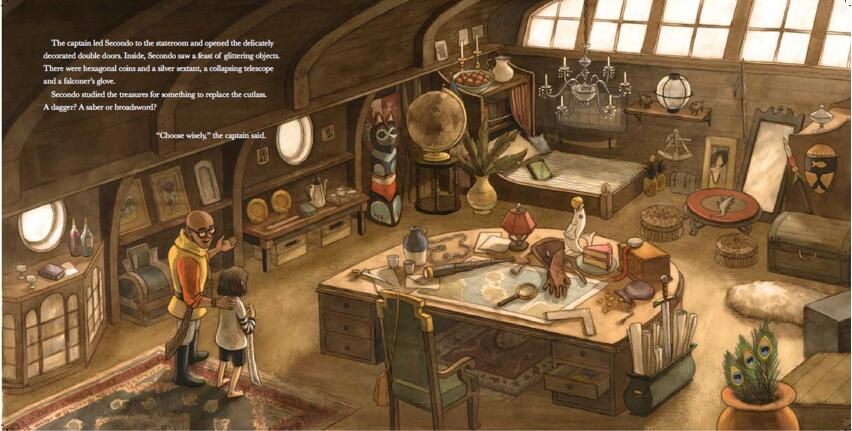 The captain led Secondo to the stateroom and opened the delicately
decorated double doors. Inside, Secondo saw a feast of glittering objects.
There were hexagonal coins and a silver sextant, a collapsing telescope
and a falconer's glove.
Secondo studied the treasures for something to replace the cutlass.
A dagger? A saber or broadsword?
"Choose wisely," the captain said.